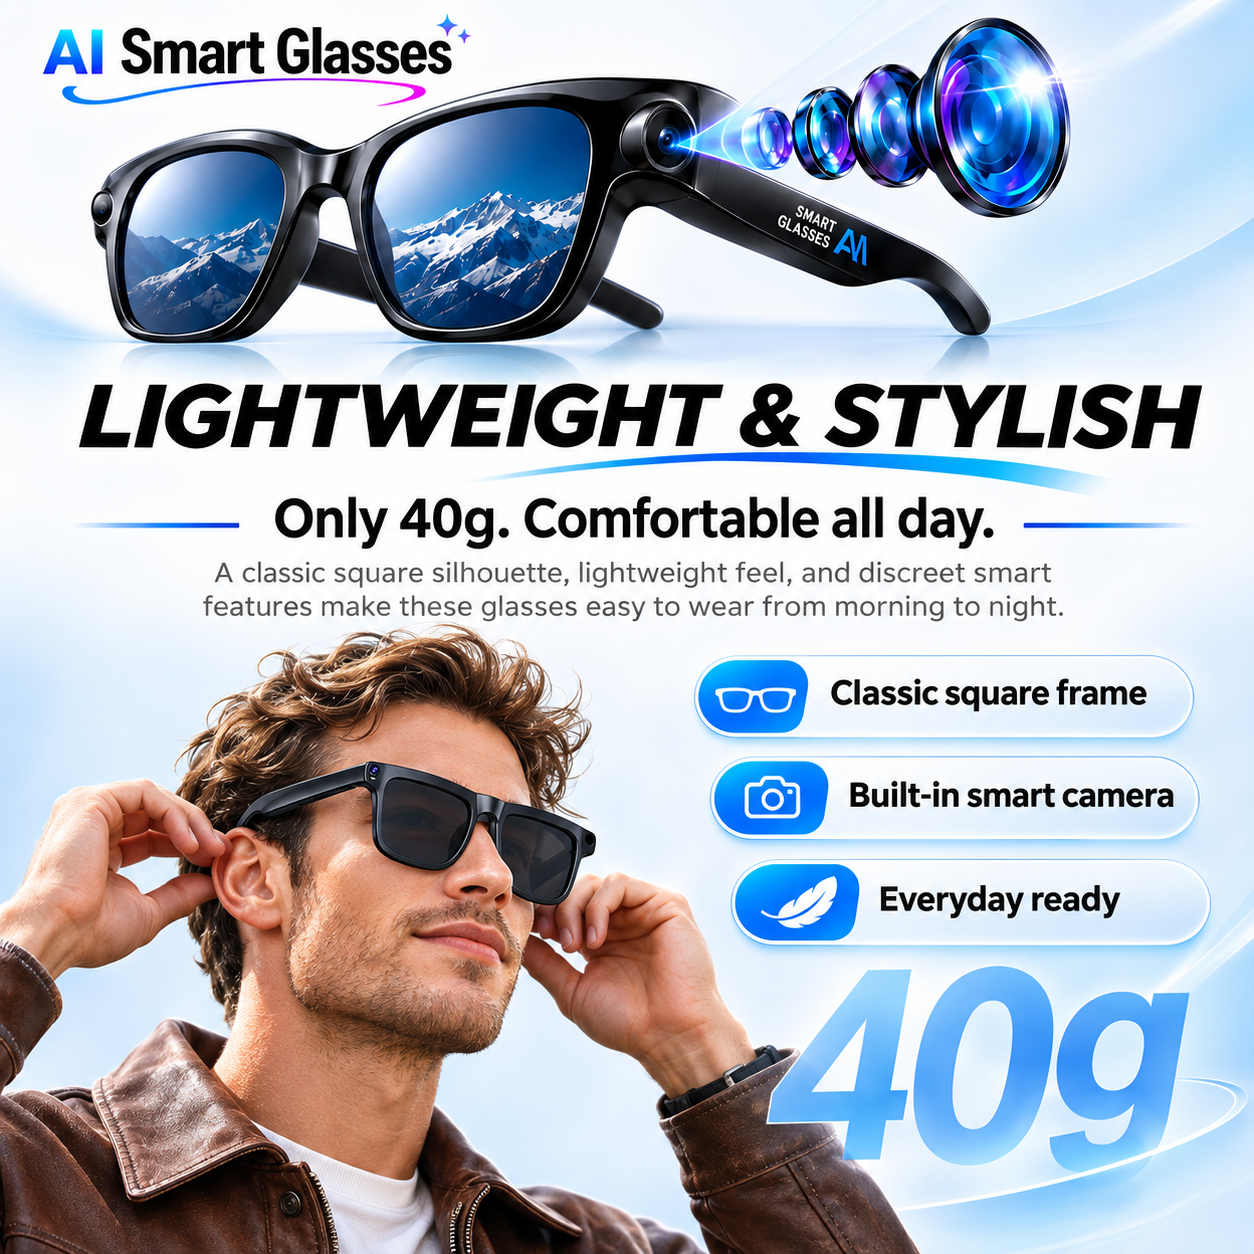 AI Smart Glasses
SMART
GLASSES AI
LIGHTWEIGHT & STYLISH
Only 40g. Comfortable all day.
A classic square silhouette, lightweight feel, and discreet smart
features make these glasses easy to wear from morning to night.
Classic square frame
Built-in smart camera
Everyday ready
40g